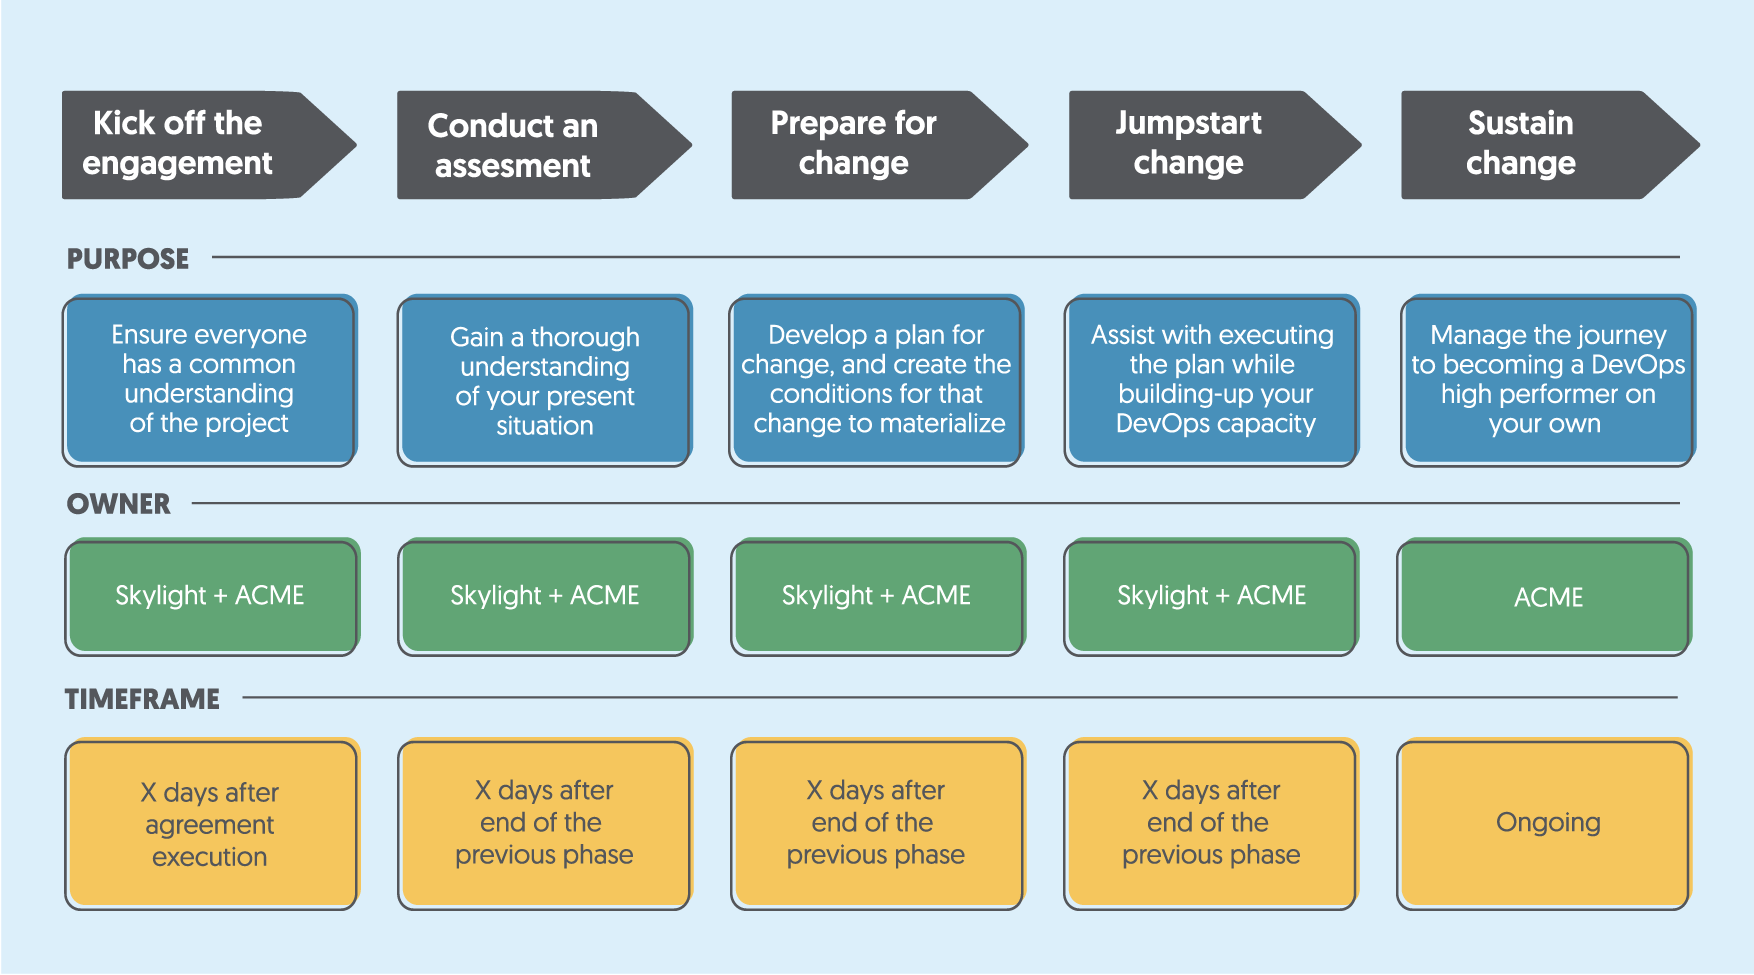 Kick off the
engagement
Conduct an
assesment
Prepare for
change
Jumpstart
change
Sustain
change
PURPOSE
Ensure everyone
has a common
understanding
of the project
Gain a thorough
understanding
of your present
situation
Develop a plan for
change, and create the
conditions for that
change to materialize
Assist with executing
the plan while
building-up your
DevOps capacity
Manage the journey
to becoming a DevOps
high performer on
your own
OWNER
Skylight + ACME
Skylight + ACME
Skylight + ACME
Skylight + ACME
ACME
TIMEFRAME
X days after
agreement
execution
X days after
end of the
previous phase
X days after
end of the
previous phase
X days after
end of the
previous phase
Ongoing